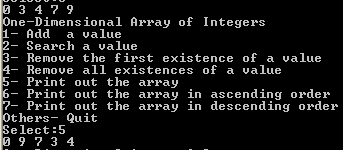 0 3 4 7 9
One-Dimensional Array of Integers
1- Add  a value
2- Search a value
3- Remove the first existence of a value
4- Remove all existences of a value
5- Print out the array
6- Print out the array in ascending order
7- Print out the array in descending order
Others- Quit
Select:5
0 9 7 3 4